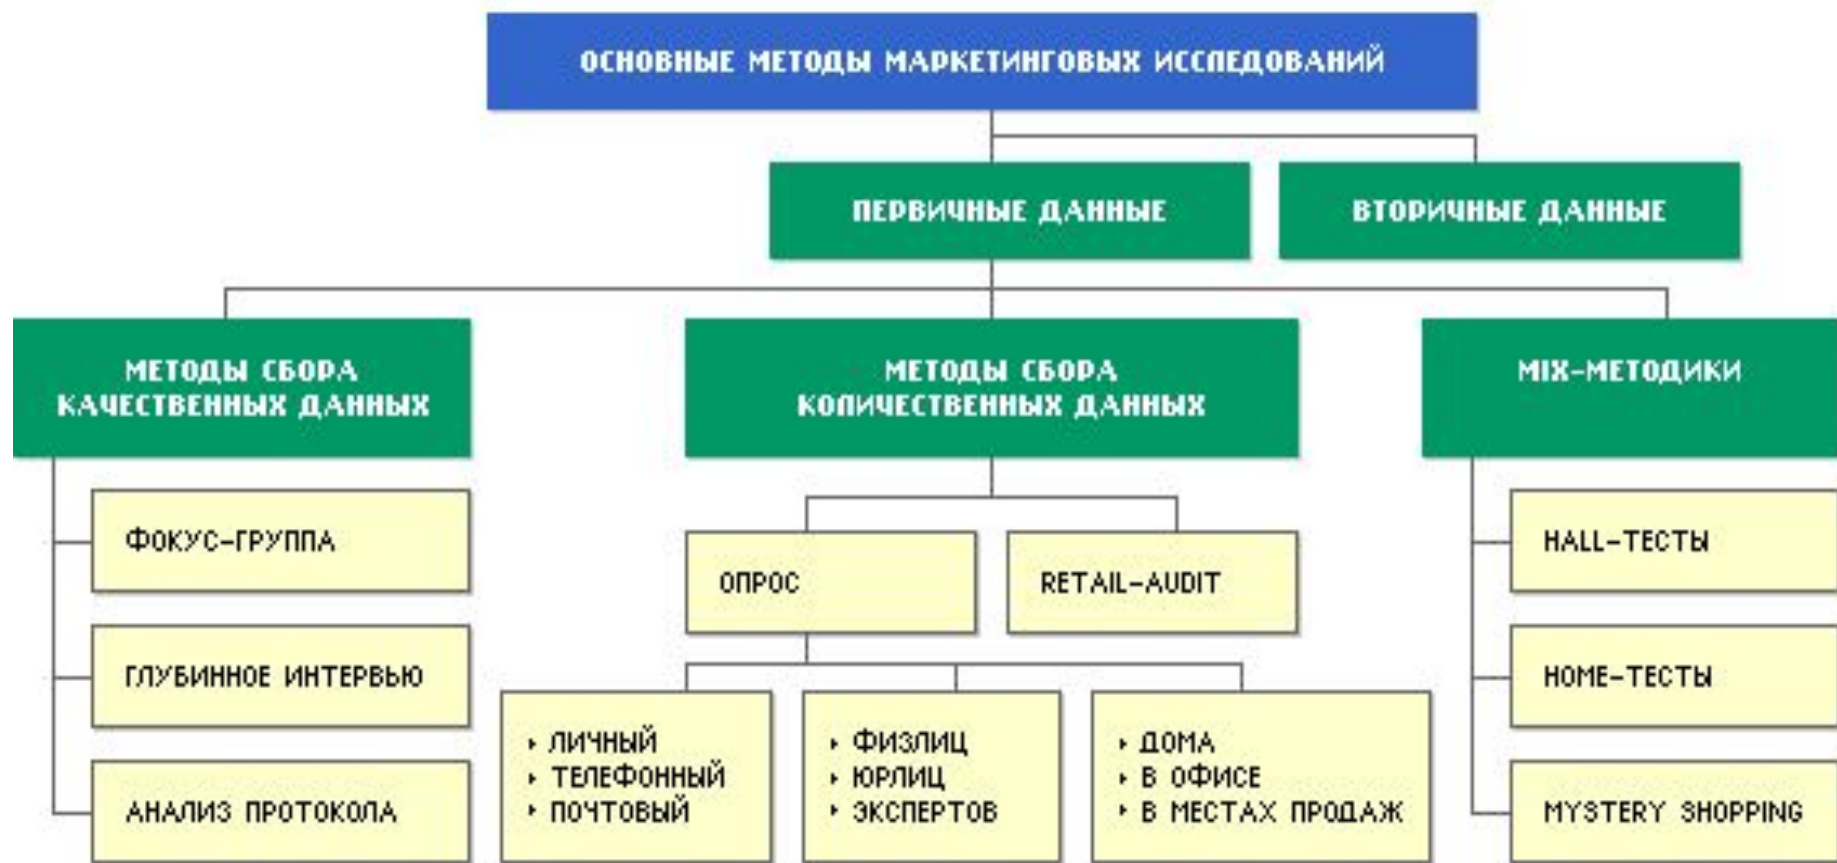 ОСНОВНЫЕ МЕТОДЫ МАРКЕТИНГОВЫХ ИССЛЕДОВАНИЙ
ПЕРВИЧНЫЕ ДАННЫЕ
ВТОРИЧНЫЕ ДАННЫЕ
МЕТОДЫ СБОРА
КАЧЕСТВЕННЫХ ДАННЫХ
МЕТОДЫ СБОРА
КОЛИЧЕСТВЕННЫХ ДАННЫХ
MIX-МЕТОДИКИ
ФОКУС-ГРУППА
ГЛУБИННОЕ ИНТЕРВЬЮ
АНАЛИЗ ПРОТОКОЛА
ОПРОС
RETAIL-AUDIT
‣ ЛИЧНЫЙ
‣ ТЕЛЕФОННЫЙ
‣ ПОЧТОВЫЙ
‣ ФИЗЛИЦ
‣ ЮРЛИЦ
‣ ЭКСПЕРТОВ
‣ ДОМА
‣ В ОФИСЕ
‣ В МЕСТАХ ПРОДАЖ
HALL-ТЕСТЫ
HOME-ТЕСТЫ
MYSTERY SHOPPING